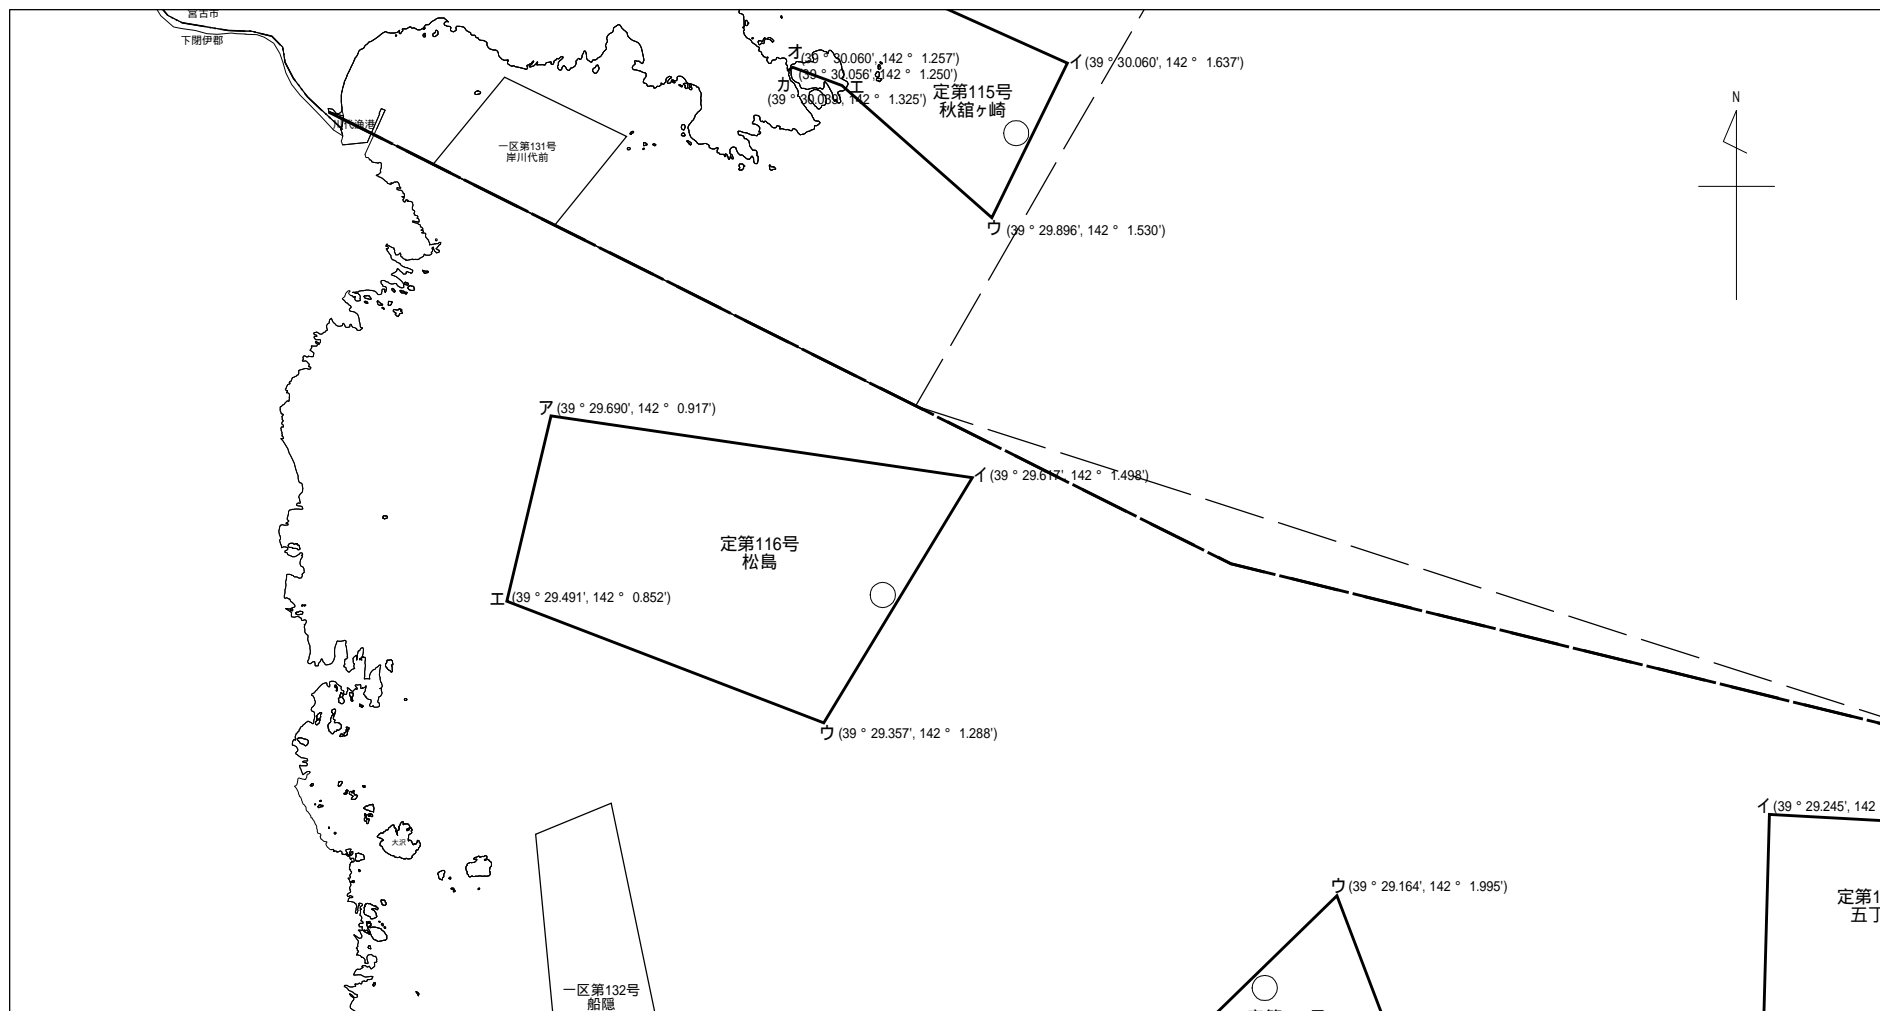 宮古市
下閉伊郡
オ(39 ° 30.060', 142 ° 1.257')
(39 ° 30.056', 142 ° 1.250')
カ
エ
(39 ° 30.039', 142 ° 1.325')
イ(39 ° 30.060', 142 ° 1.637')
定第115号
秋舘ヶ崎
N
一区第131号
岸川代前
ウ(39 ° 29.896', 142 ° 1.530')
ア(39 ° 29.690', 142 ° 0.917')
イ(39 ° 29.617', 142 ° 1.498')
定第116号
松島
エ(39 ° 29.491', 142 ° 0.852')
ウ(39 ° 29.357', 142 ° 1.288')
イ(39 ° 29.245', 142
大沢
ウ(39 ° 29.164', 142 ° 1.995')
定第1
五丁
一区第132号
船隠